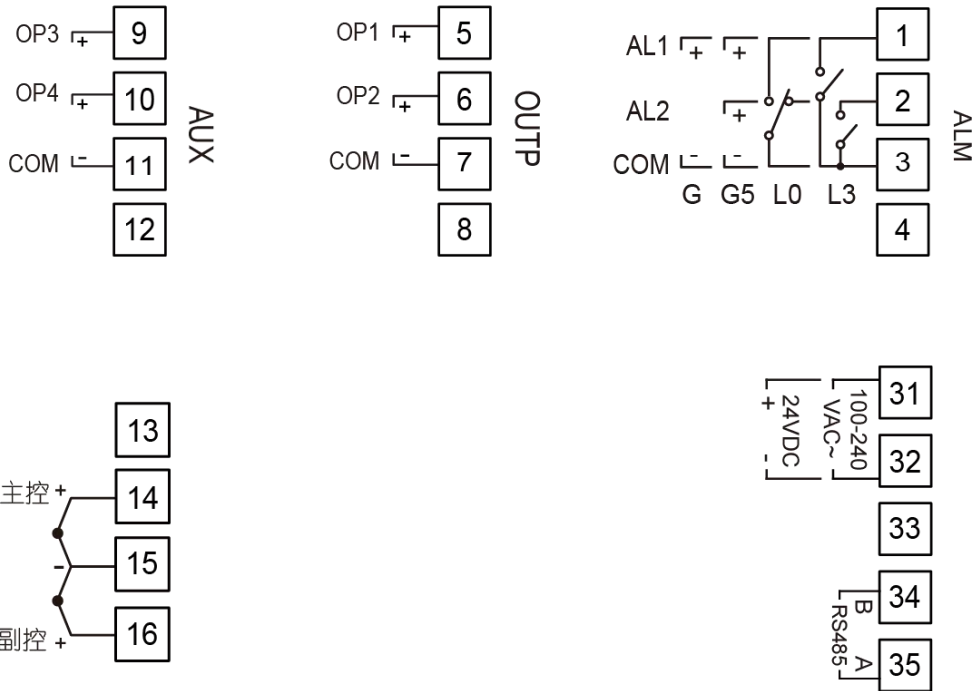 OP3 + 9
OP4 + 10
COM - 11
12
AUX
OP1 + 5
OP2 + 6
COM - 7
8
OUTP
AL1 + + 1
AL2 + 2
COM - - 3
G G5 L0 L3
4
ALM
13
主控 + 14
- 15
副控 + 16
31
+ 24VDC -
100-240
VAC~
32
33
34
B
RS485
A
35